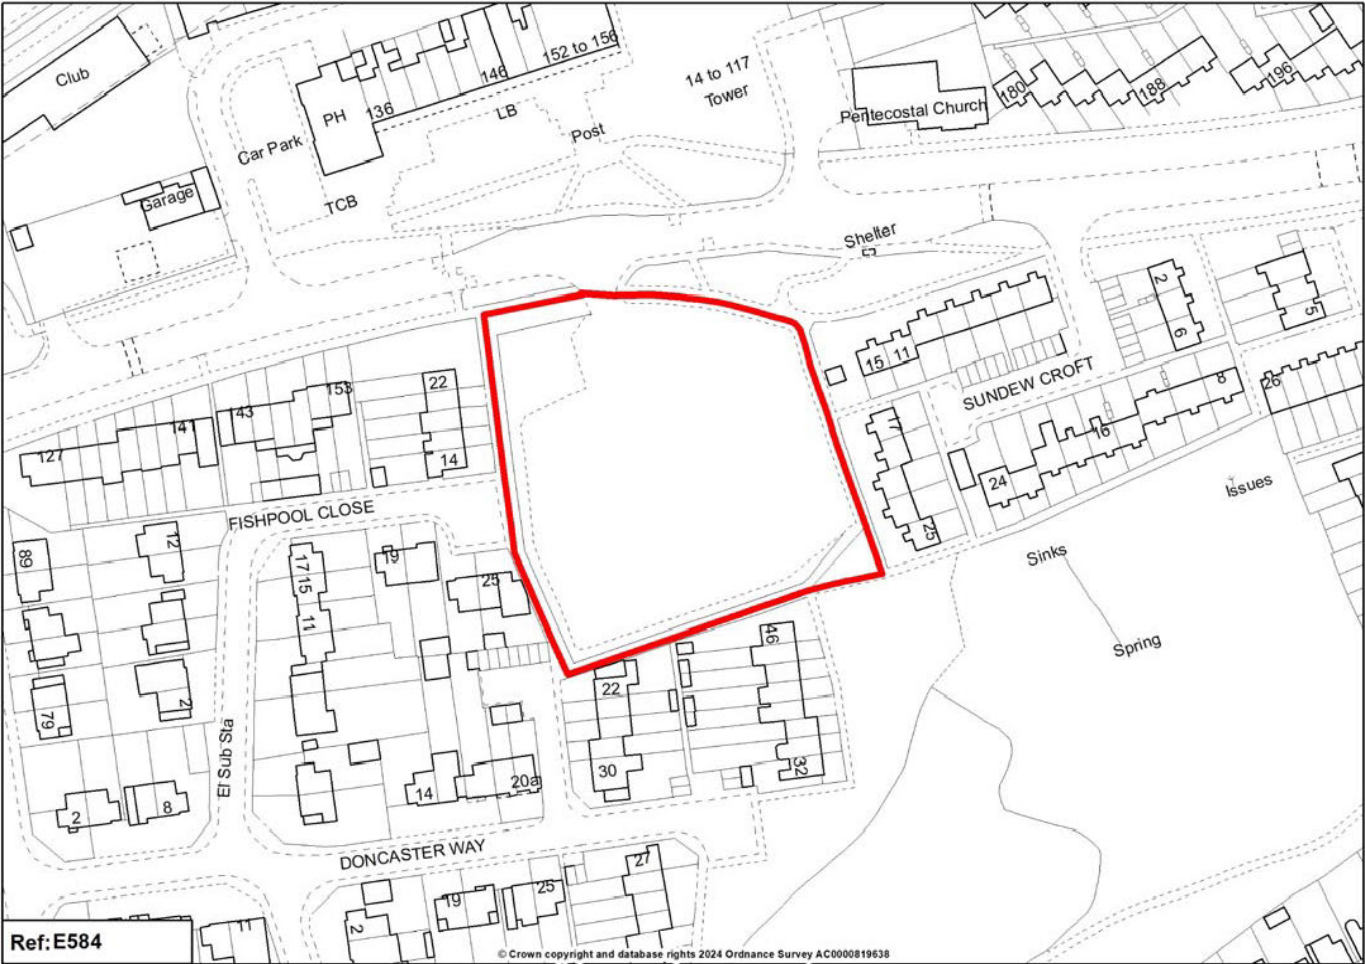 Club
PH
136
146
152 to 156
LB
Post
14 to 117
Tower
Pentecostal Church
180
188
196
Car Park
TCB
Garage
Shelter
2
6
5
15
11
SUNDEW CROFT
8
26
17
16
24
25
Issues
Sinks
Spring
127
141
143
153
22
14
FISHPOOL CLOSE
89
12
17
15
11
19
25
79
2
El Sub Sta
2
8
14
20a
22
30
46
32
DONCASTER WAY
27
19
25
2
11
Ref:E584
© Crown copyright and database rights 2024 Ordnance Survey AC0000819638